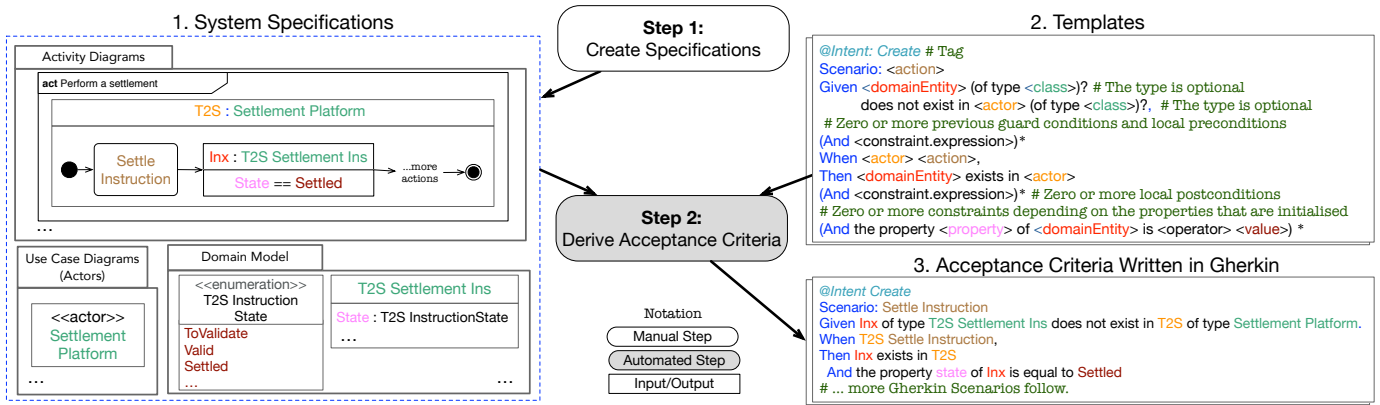 1. System Specifications
Activity Diagrams
act Perform a settlement
T2S : Settlement Platform
Settle
Instruction
Inx : T2S Settlement Ins
State == Settled
...more
actions
...
Use Case Diagrams
(Actors)
<<actor>>
Settlement
Platform
...
Domain Model
<<enumeration>>
T2S Instruction
State
ToValidate
Valid
Settled
...
T2S Settlement Ins
State : T2S InstructionState
...
...
Step 1:
Create Specifications
Step 2:
Derive Acceptance Criteria
Notation
Manual Step
Automated Step
Input/Output
2. Templates
@Intent: Create # Tag
Scenario: <action>
Given <domainEntity> (of type <class>)? # The type is optional
does not exist in <actor> (of type <class>)?, # The type is optional
# Zero or more previous guard conditions and local preconditions
(And <constraint.expression>)*
When <actor> <action>,
Then <domainEntity> exists in <actor>
(And <constraint.expression>)* # Zero or more local postconditions
# Zero or more constraints depending on the properties that are initialised
(And the property <property> of <domainEntity> is <operator> <value>) *
3. Acceptance Criteria Written in Gherkin
@Intent Create
Scenario: Settle Instruction
Given Inx of type T2S Settlement Ins does not exist in T2S of type Settlement Platform.
When T2S Settle Instruction,
Then Inx exists in T2S
And the property state of Inx is equal to Settled
# ... more Gherkin Scenarios follow.